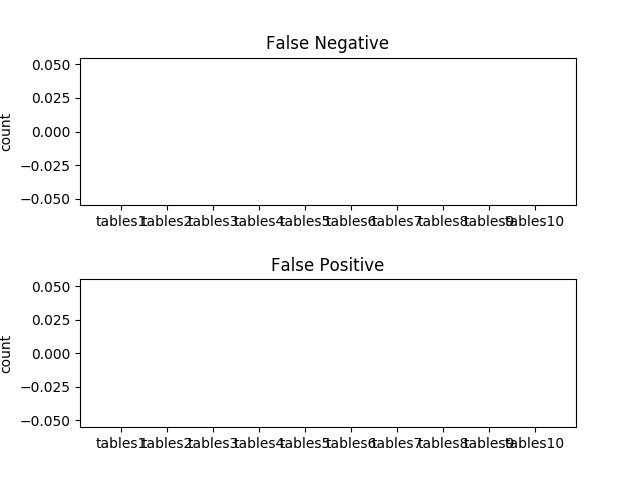 False Negative
0.050
0.025
0.000
−0.025
−0.050
count
tables1 tables2 tables3 tables4 tables5 tables6 tables7 tables8 tables9 tables10
False Positive
0.050
0.025
0.000
−0.025
−0.050
count
tables1 tables2 tables3 tables4 tables5 tables6 tables7 tables8 tables9 tables10